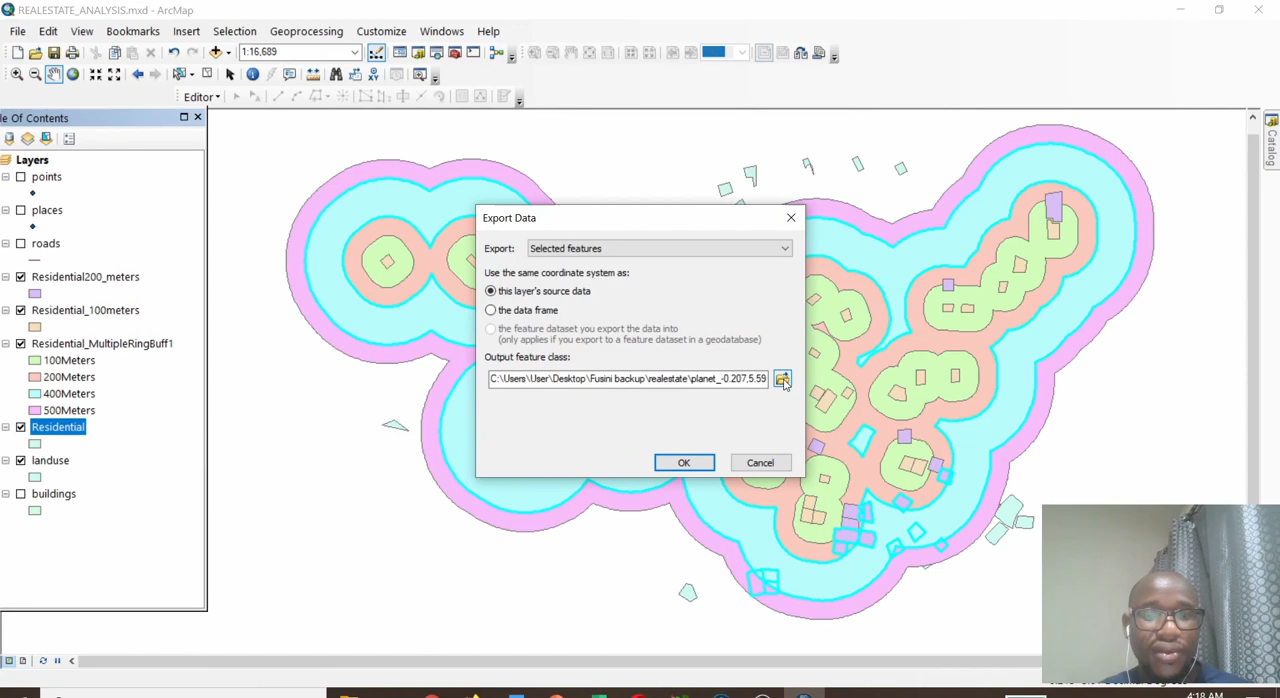 REALESTATE_ANALYSIS.mxd - ArcMap
File Edit View Bookmarks Insert Selection Geoprocessing Customize Windows Help
1:16,689
Editor
le Of Contents
Layers
points
places
roads
Residential200_meters
Residential_100meters
Residential_MultipleRingBuff1
100Meters
200Meters
400Meters
500Meters
Residential
landuse
buildings
Export Data
Export: Selected features
Use the same coordinate system as:
this layer's source data
the data frame
the feature dataset you export the data into
(only applies if you export to a feature dataset in a geodatabase)
Output feature class:
C:\Users\User\Desktop\Fusini backup\realestate\planet_-0.207,5.59
OK Cancel
Catalog
4:18 AM